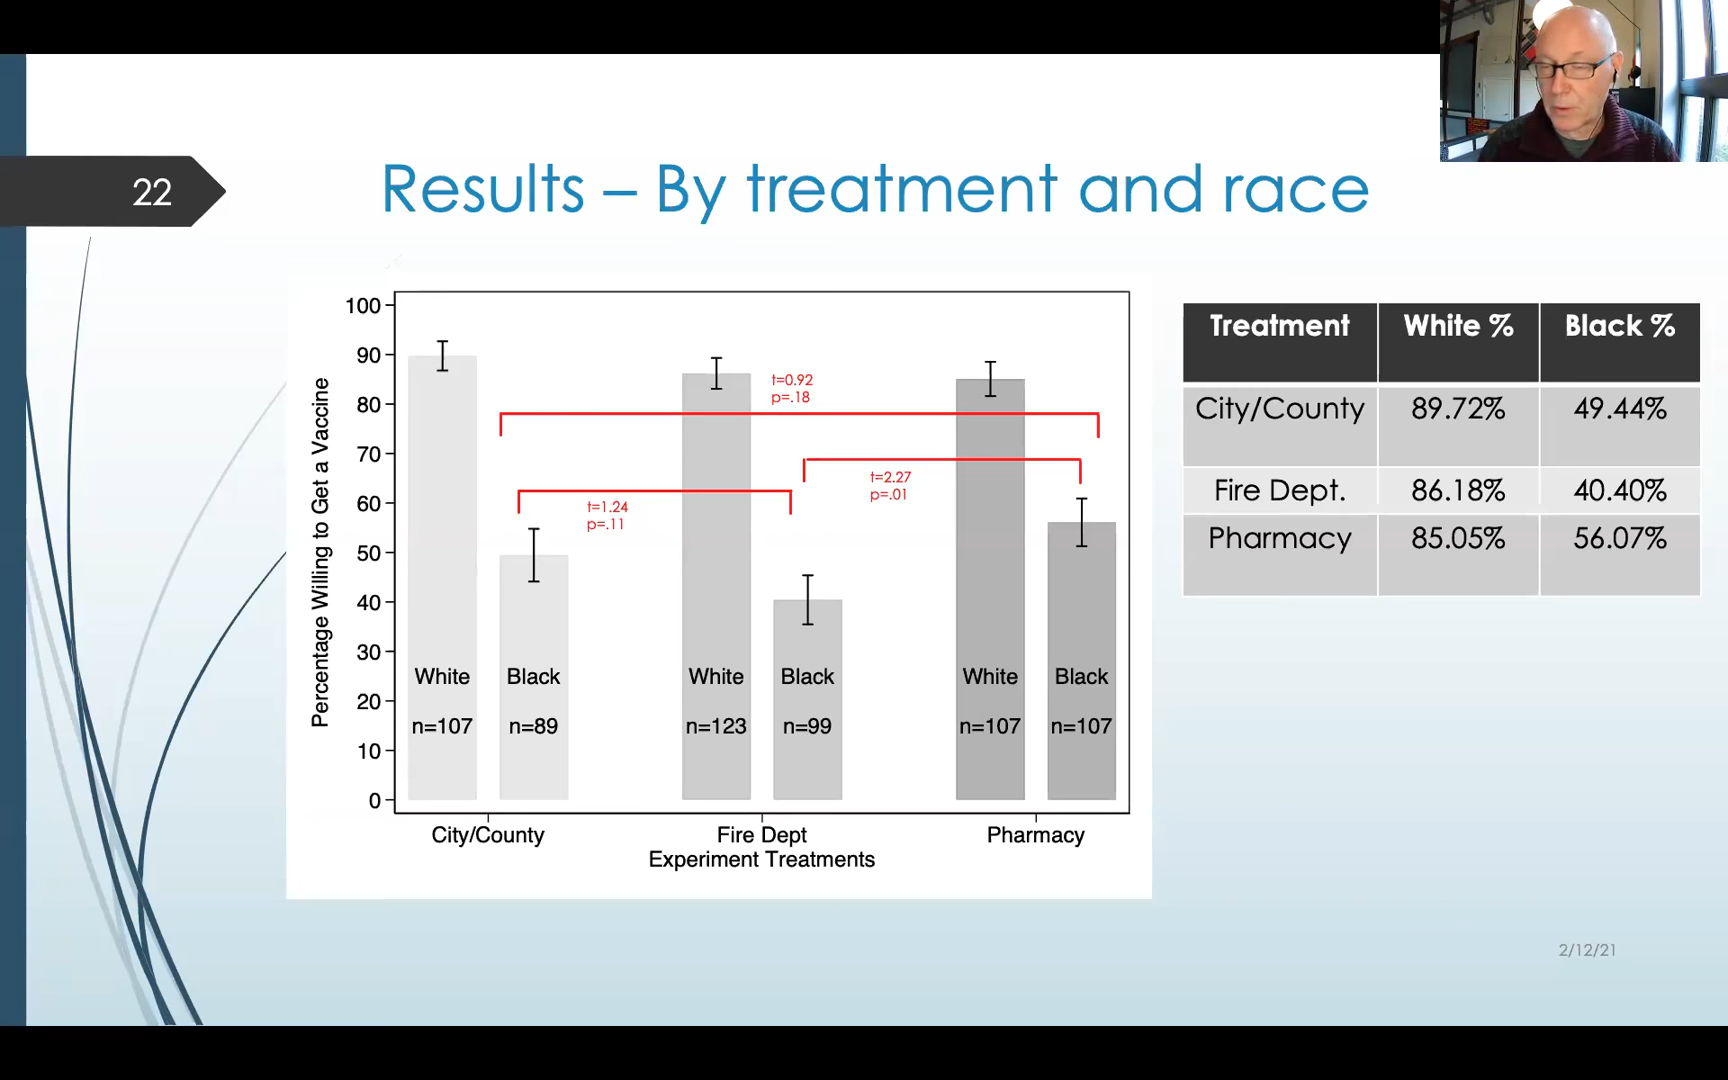 22
Results – By treatment and race
100
90
80
70
60
50
40
30
20
10
0
Percentage Willing to Get a Vaccine
t=0.92
p=.18
t=2.27
p=.01
t=1.24
p=.11
White Black White Black White Black
n=107 n=89 n=123 n=99 n=107 n=107
City/County Fire Dept Pharmacy
Experiment Treatments
Treatment White % Black %
City/County 89.72% 49.44%
Fire Dept. 86.18% 40.40%
Pharmacy 85.05% 56.07%
2/12/21